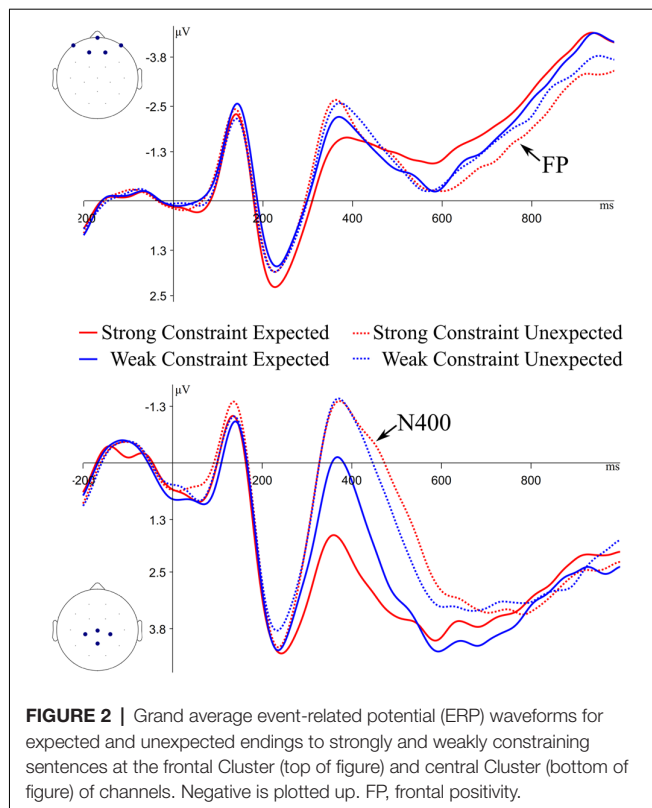 µV
-3.8
-2.5
-1.3
FP
ms
200
200
400
600
800
1.3
2.5
Strong Constraint Expected
Strong Constraint Unexpected
Weak Constraint Expected
Weak Constraint Unexpected
µV
-1.3
N400
ms
-200
200
400
600
800
1.3
2.5
3.8
FIGURE 2 | Grand average event-related potential (ERP) waveforms for
expected and unexpected endings to strongly and weakly constraining
sentences at the frontal Cluster (top of figure) and central Cluster (bottom of
figure) of channels. Negative is plotted up. FP, frontal positivity.